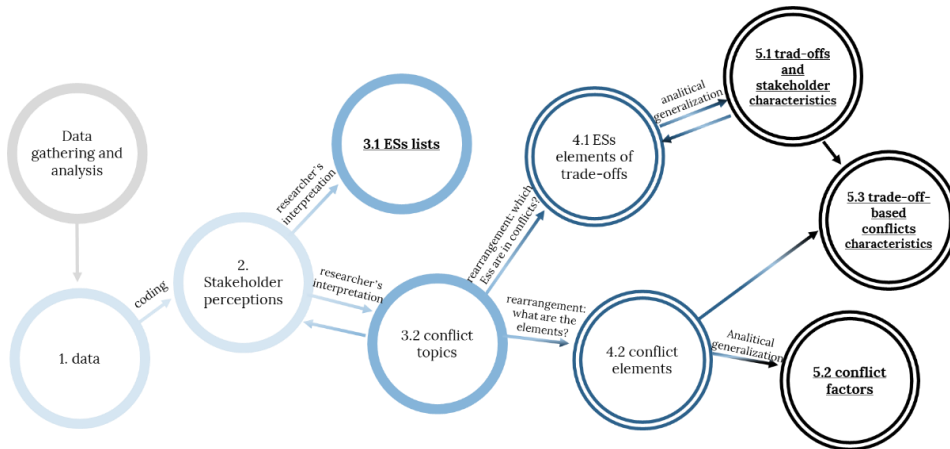 Data
gathering and
analysis
1. data
coding
2.
Stakeholder
perceptions
researcher's
interpretation
3.1 ESs lists
researcher's
interpretation
3.2 conflict
topics
rearrangement: which
Ess are in conflicts?
4.1 ESs
elements of
trade-offs
rearrangement:
what are the
elements?
4.2 conflict
elements
analitical
generalization
5.1 trad-offs
and
stakeholder
characteristics
5.3 trade-off-
based
conflicts
characteristics
Analitical
generalization
5.2 conflict
factors